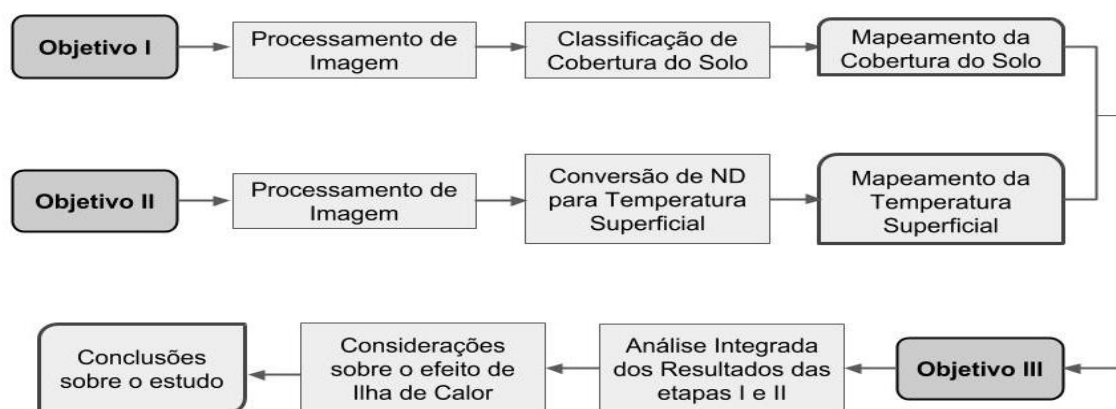 Objetivo I
Processamento de
Imagem
Classificação de
Cobertura do Solo
Mapeamento da
Cobertura do Solo
Objetivo II
Processamento de
Imagem
Conversão de ND
para Temperatura
Superficial
Mapeamento da
Temperatura
Superficial
Conclusões
sobre o estudo
Considerações
sobre o efeito de
Ilha de Calor
Análise Integrada
dos Resultados das
etapas I e II
Objetivo III